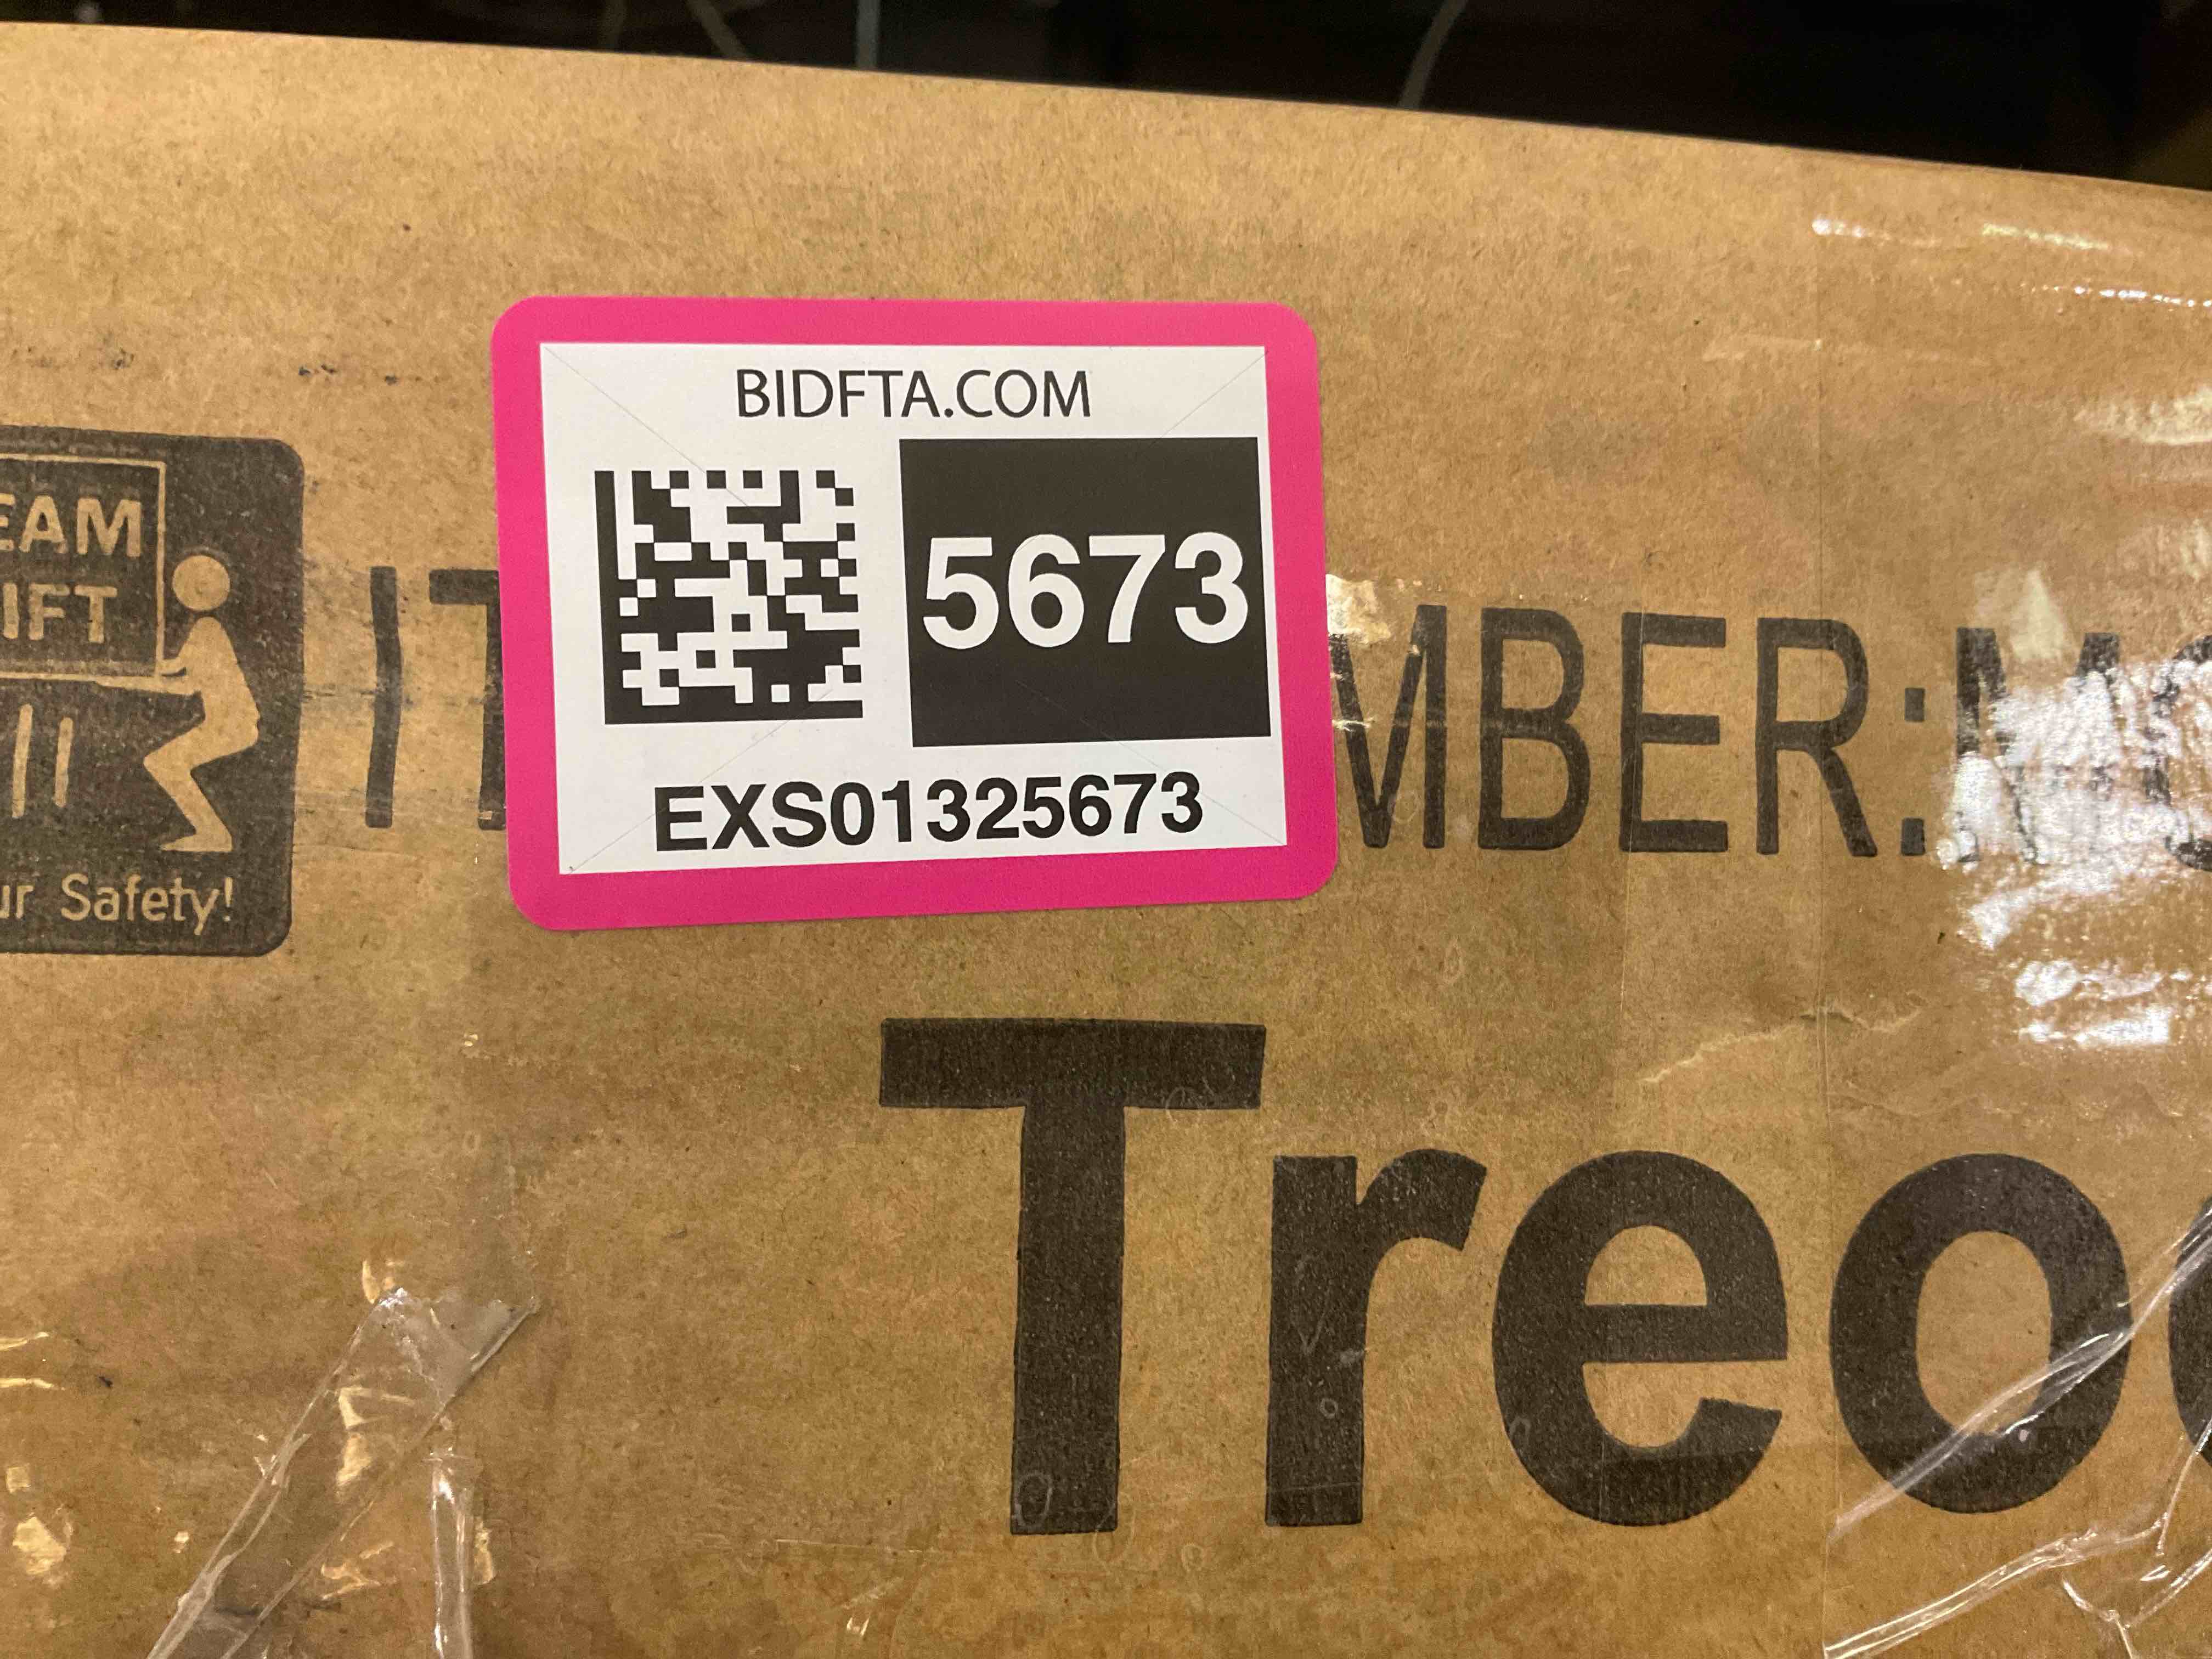 BIDFTA.COM
5673
EXS01325673
EAM
IFT
ur Safety!
IT
MBER:
Treo